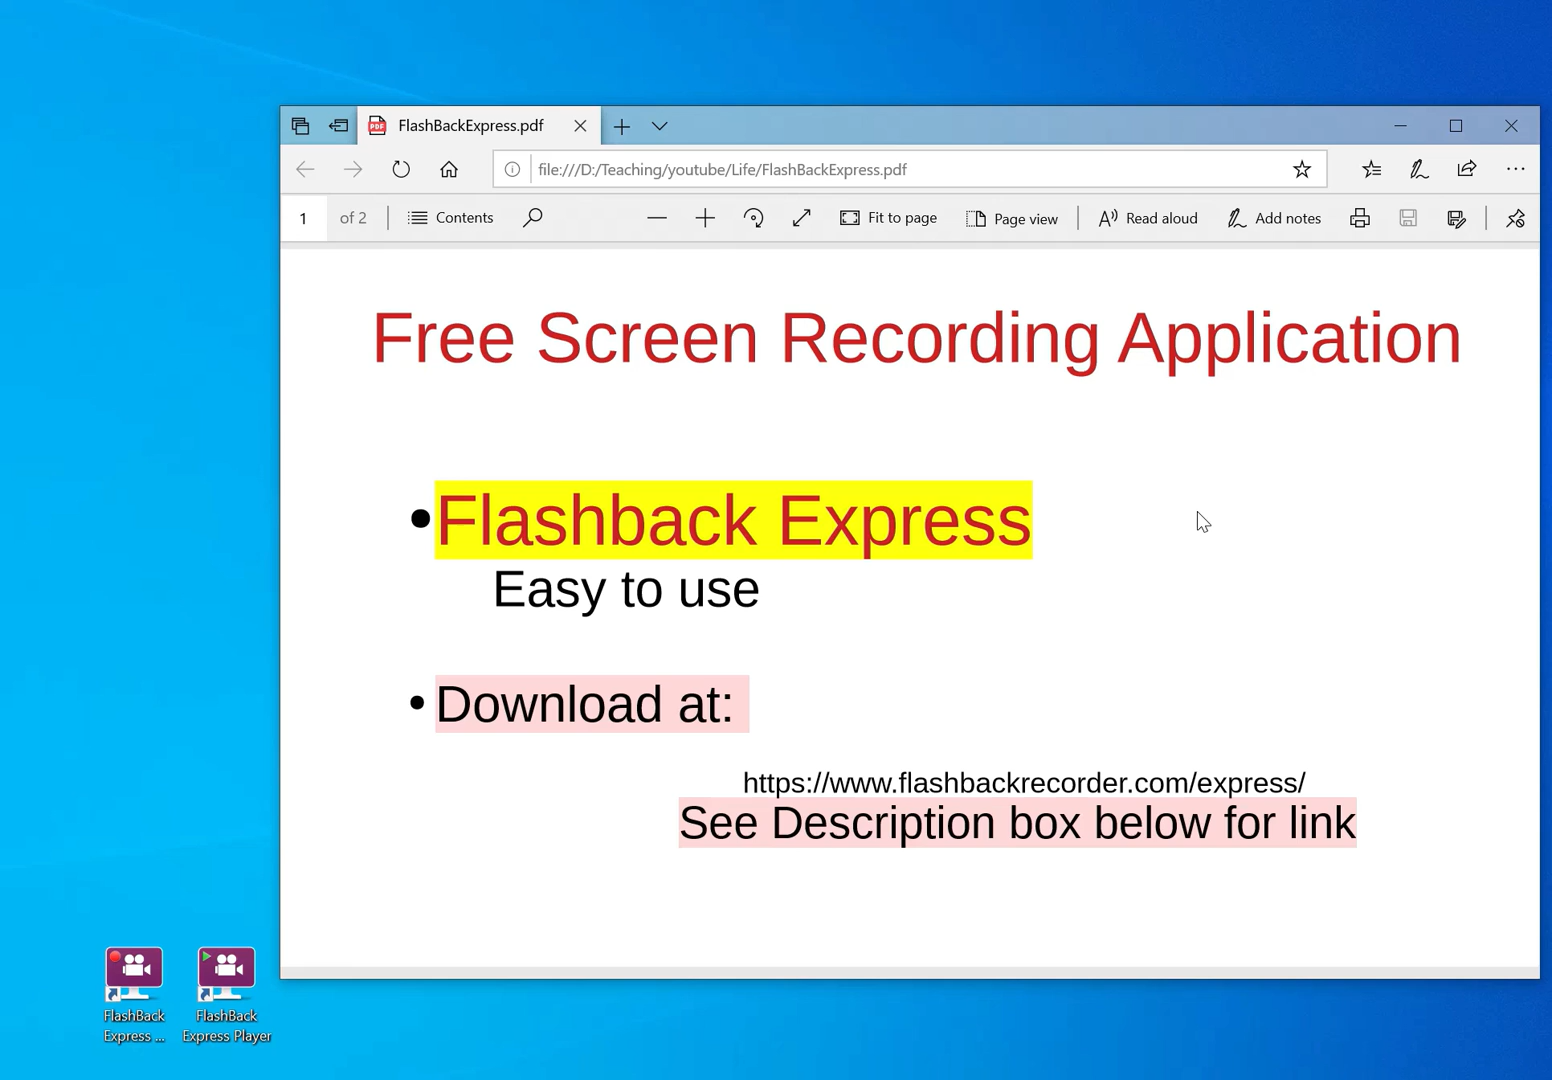 FlashBackExpress.pdf
file:///D:/Teaching/youtube/Life/FlashBackExpress.pdf
1 of 2 Contents Fit to page Page view Read aloud Add notes
Free Screen Recording Application
•Flashback Express
Easy to use
• Download at:
https://www.flashbackrecorder.com/express/
See Description box below for link
FlashBack
Express ...
FlashBack
Express Player